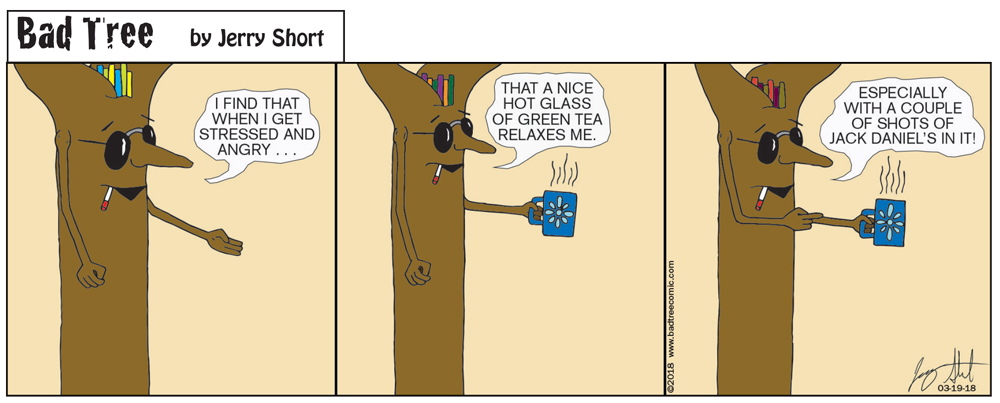 Bad Tree by Jerry Short
I FIND THAT
WHEN I GET
STRESSED AND
ANGRY . . .
THAT A NICE
HOT GLASS
OF GREEN TEA
RELAXES ME.
ESPECIALLY
WITH A COUPLE
OF SHOTS OF
JACK DANIEL'S IN IT!
©2018 www.badtreecomic.com
03-19-18